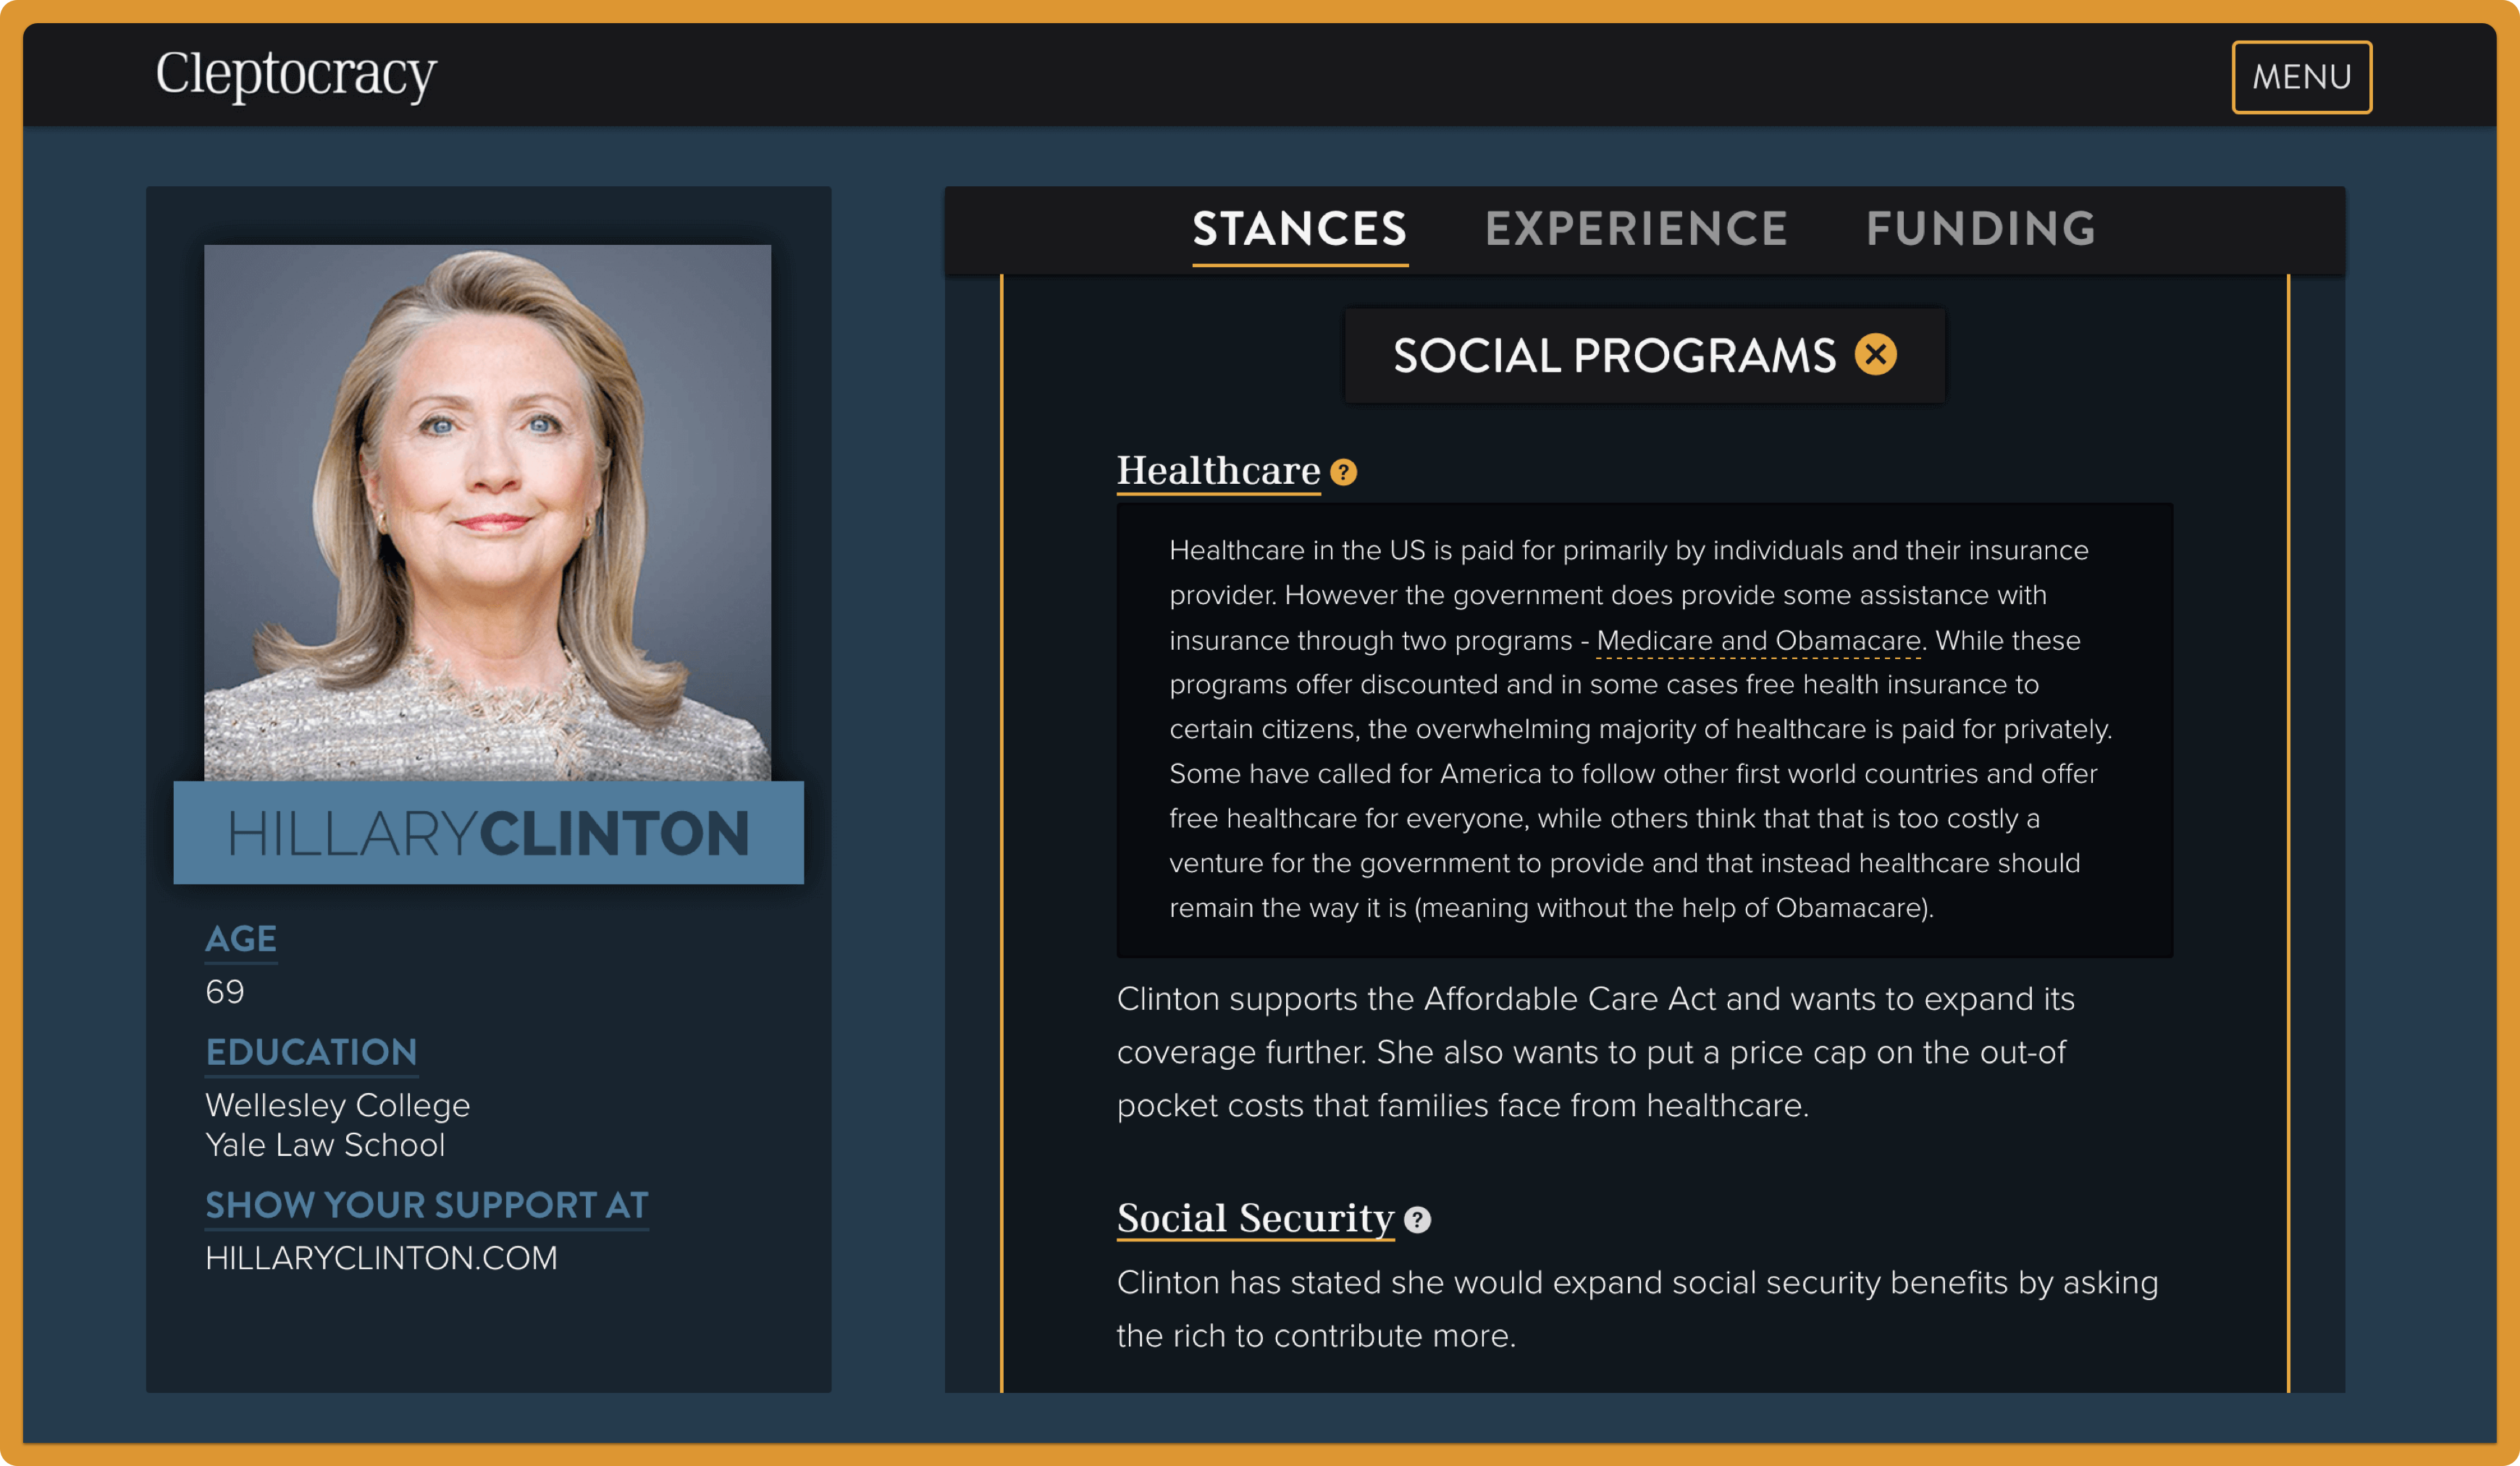 Cleptocracy
MENU
HILLARYCLINTON
AGE
69
EDUCATION
Wellesley College
Yale Law School
SHOW YOUR SUPPORT AT
HILLARYCLINTON.COM
STANCES EXPERIENCE FUNDING
SOCIAL PROGRAMS
Healthcare ?
Healthcare in the US is paid for primarily by individuals and their insurance
provider. However the government does provide some assistance with
insurance through two programs - Medicare and Obamacare. While these
programs offer discounted and in some cases free health insurance to
certain citizens, the overwhelming majority of healthcare is paid for privately.
Some have called for America to follow other first world countries and offer
free healthcare for everyone, while others think that that is too costly a
venture for the government to provide and that instead healthcare should
remain the way it is (meaning without the help of Obamacare).
Clinton supports the Affordable Care Act and wants to expand its
coverage further. She also wants to put a price cap on the out-of
pocket costs that families face from healthcare.
Social Security ?
Clinton has stated she would expand social security benefits by asking
the rich to contribute more.